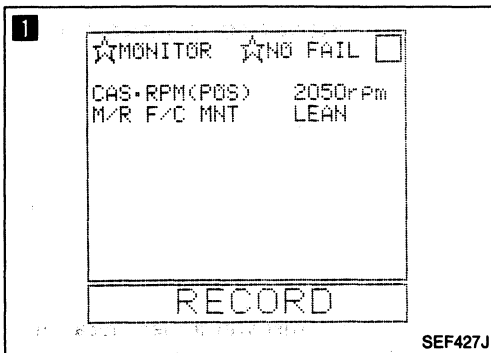 1
☆MONITOR ☆NO FAIL
CAS•RPM(POS) 2050rpm
M/R F/C MNT LEAN
RECORD
SEF427J